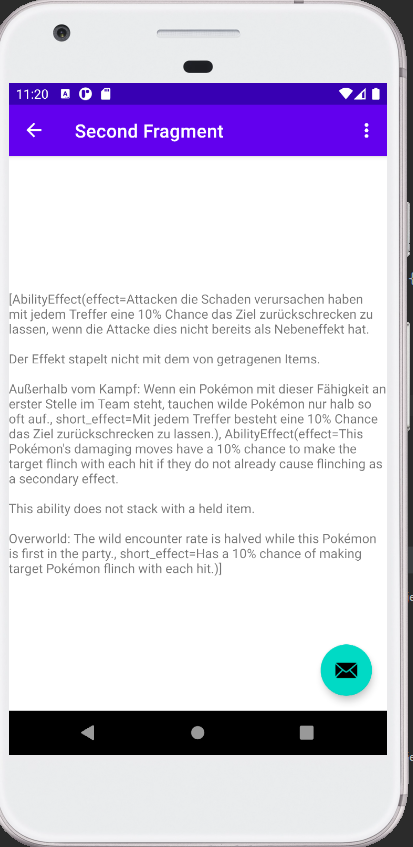 11:20
Second Fragment
[AbilityEffect(effect=Attacken die Schaden verursachen haben
mit jedem Treffer eine 10% Chance das Ziel zurückschrecken zu
lassen, wenn die Attacke dies nicht bereits als Nebeneffekt hat.
Der Effekt stapelt nicht mit dem von getragenen Items.
Außerhalb vom Kampf: Wenn ein Pokémon mit dieser Fähigkeit an
erster Stelle im Team steht, tauchen wilde Pokémon nur halb so
oft auf., short_effect=Mit jedem Treffer besteht eine 10% Chance
das Ziel zurückschrecken zu lassen.), AbilityEffect(effect=This
Pokémon's damaging moves have a 10% chance to make the
target flinch with each hit if they do not already cause flinching as
a secondary effect.
This ability does not stack with a held item.
Overworld: The wild encounter rate is halved while this Pokémon
is first in the party., short_effect=Has a 10% chance of making
target Pokémon flinch with each hit.)]